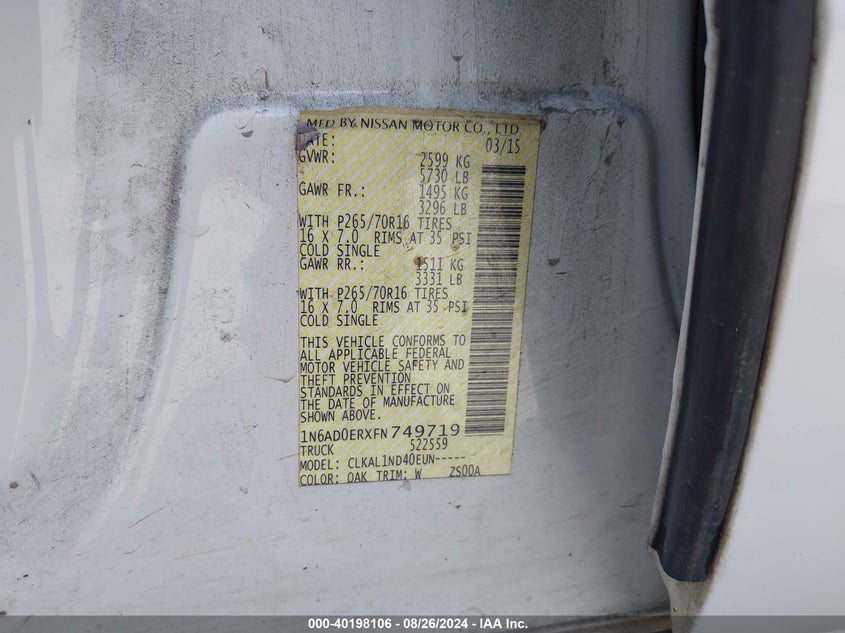 MFD BY NISSAN MOTOR CO., LTD.
DATE: 03/15
GVWR: 2599 KG
5730 LB
GAWR FR.: 1495 KG
3296 LB
WITH P265/70R16 TIRES
16 X 7.0 RIMS AT 35 PSI
COLD SINGLE
GAWR RR.: 1511 KG
3331 LB
WITH P265/70R16 TIRES
16 X 7.0 RIMS AT 35 PSI
COLD SINGLE
THIS VEHICLE CONFORMS TO
ALL APPLICABLE FEDERAL
MOTOR VEHICLE SAFETY AND
THEFT PREVENTION
STANDARDS IN EFFECT ON
THE DATE OF MANUFACTURE
SHOWN ABOVE.
1N6AD0ERXFN749719
TRUCK 522559
MODEL: CLKAL1ND40EUN-----
COLOR: QAK TRIM: W ZS00A
000-40198106 - 08/26/2024 - IAA Inc.